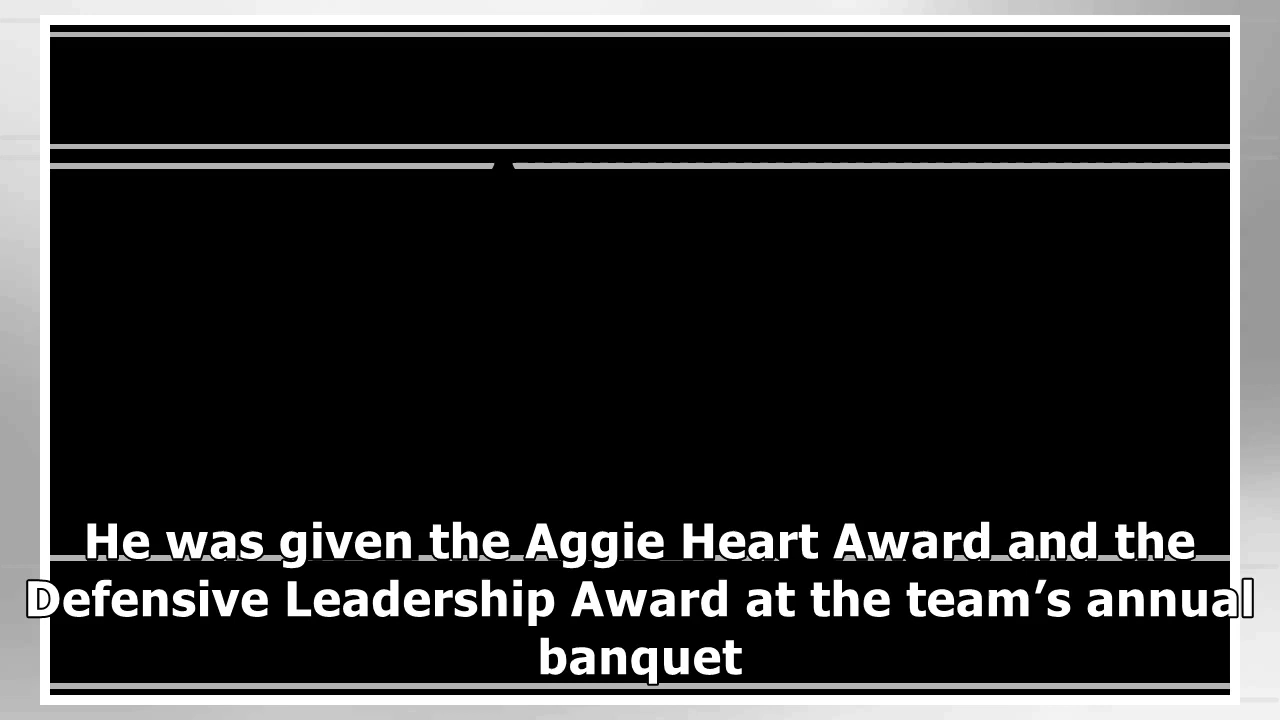 He was given the Aggie Heart Award and the
Defensive Leadership Award at the team’s annual
banquet